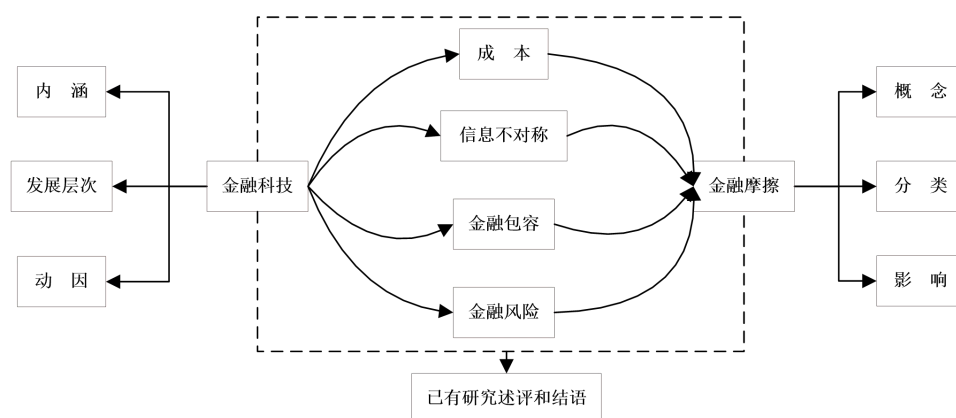 成 本
内 涵
概 念
信息不对称
发展层次
金融科技
金融摩擦
分 类
金融包容
动 因
影 响
金融风险
已有研究述评和结语